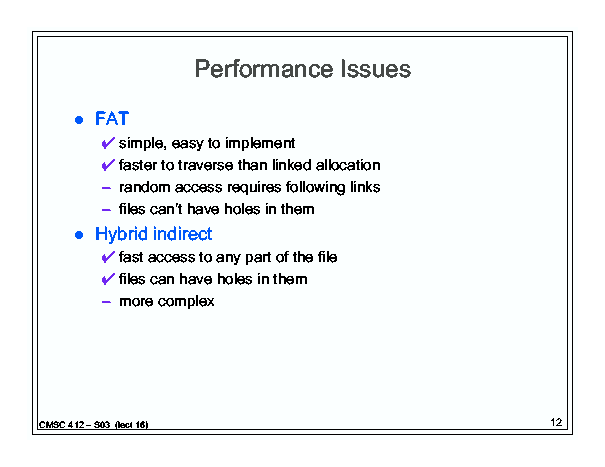 Performance Issues
● FAT
✔ simple, easy to implement
✔ faster to traverse than linked allocation
– random access requires following links
– files can't have holes in them
● Hybrid indirect
✔ fast access to any part of the file
✔ files can have holes in them
– more complex
CMSC 412 – S03 (lect 16)
12